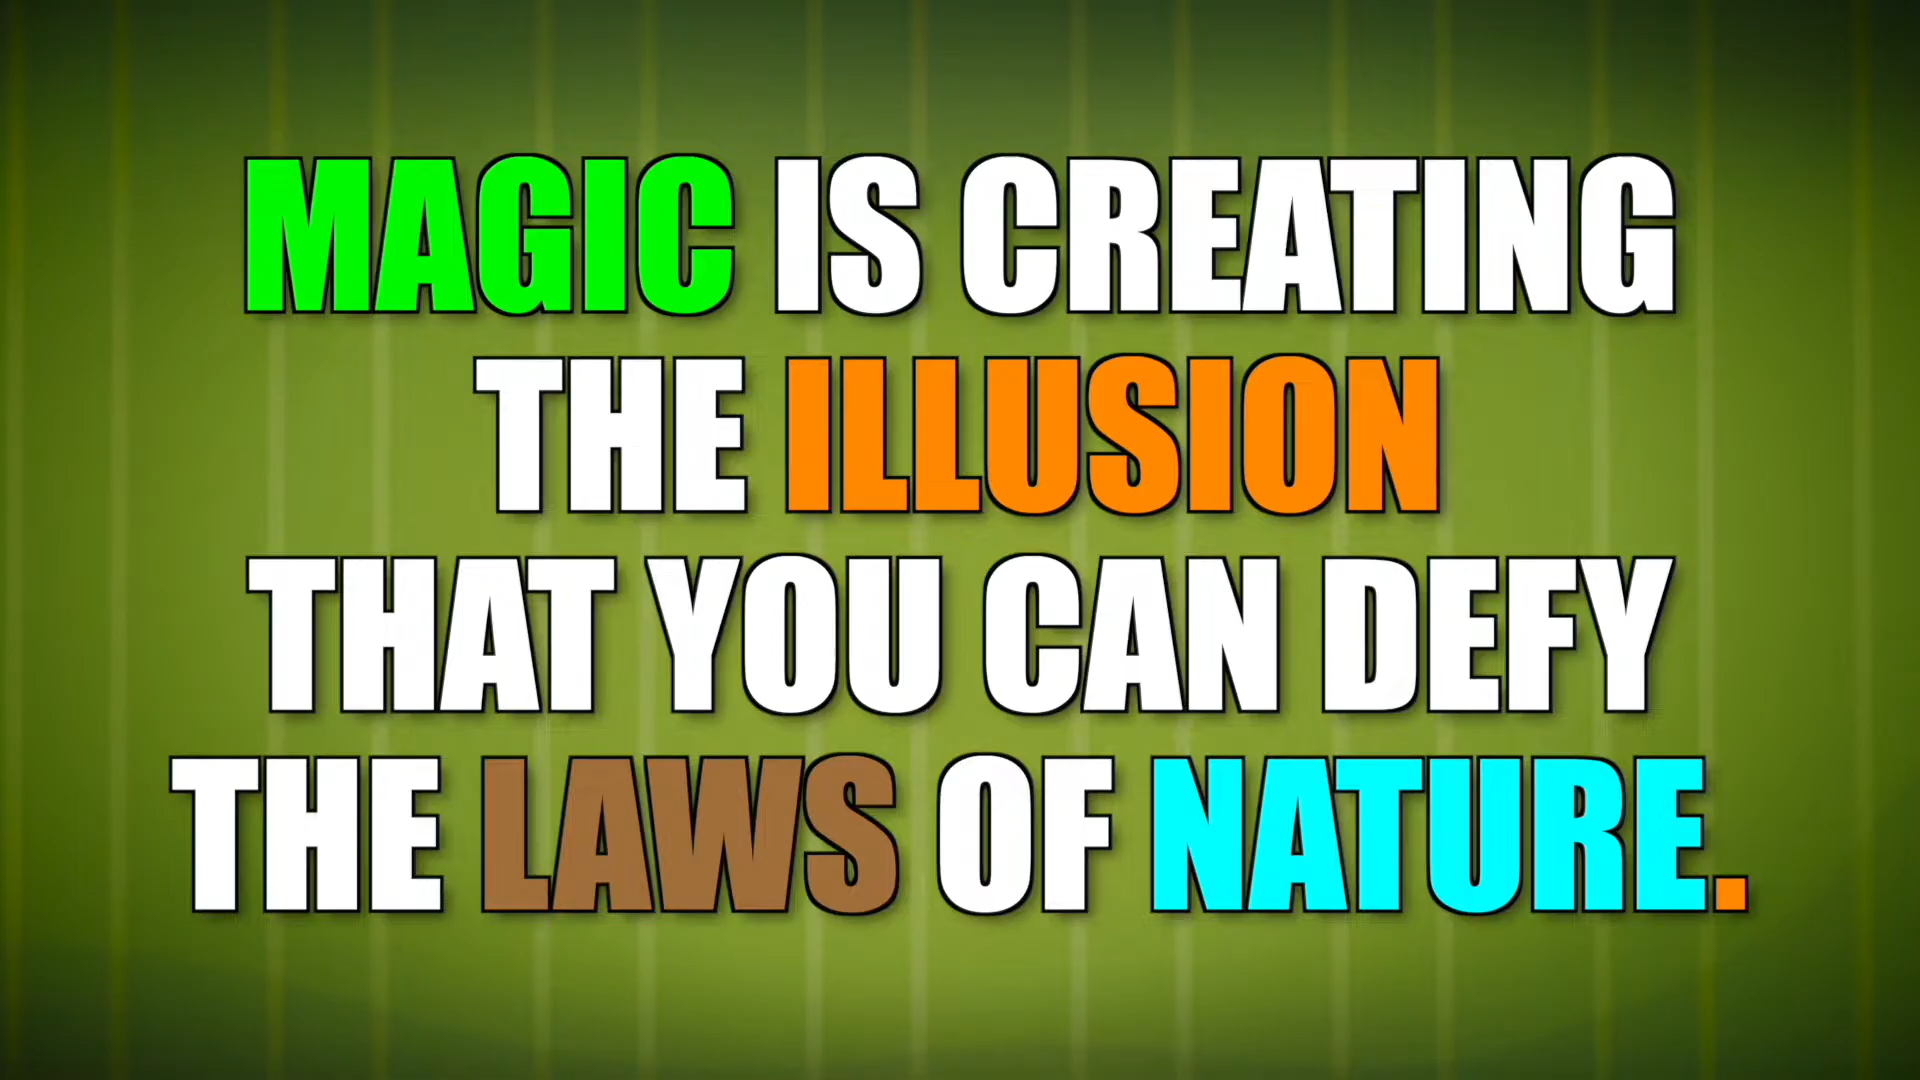 MAGIC IS CREATING
THE ILLUSION
THAT YOU CAN DEFY
THE LAWS OF NATURE.